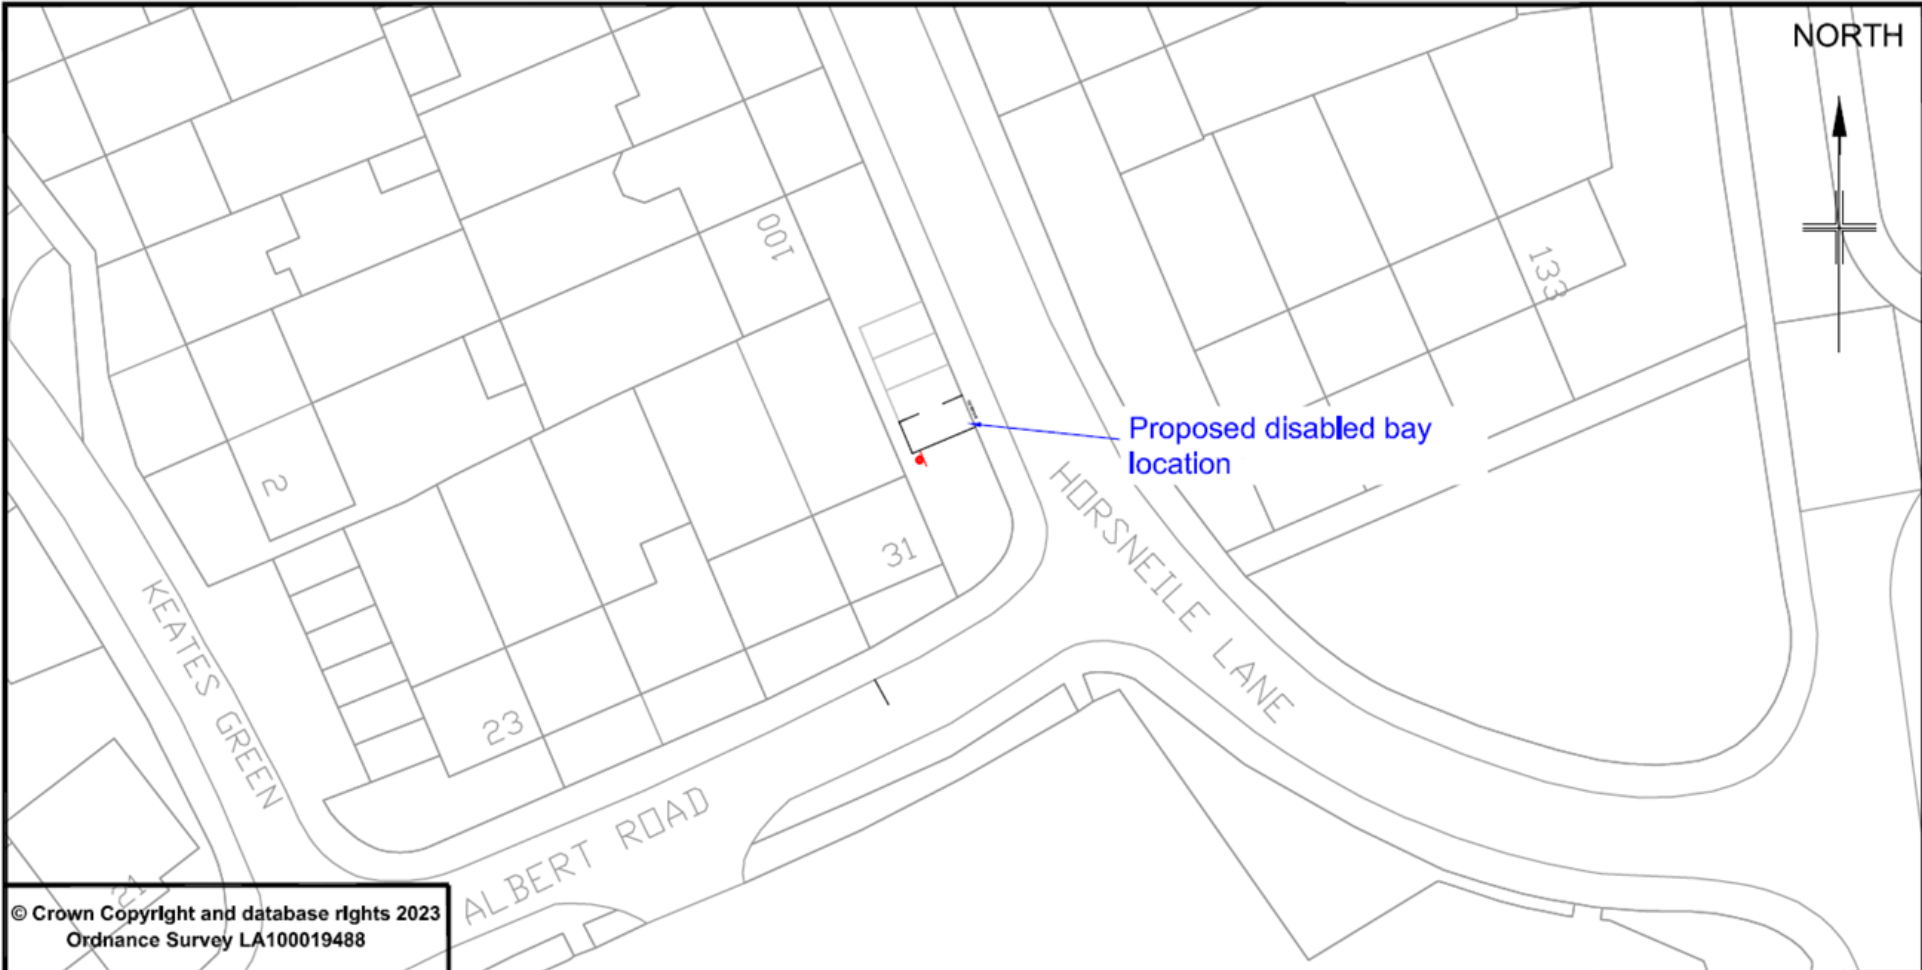 NORTH
100
133
Proposed disabled bay
location
HORSNEILE LANE
2
31
KEATES GREEN
23
ALBERT ROAD
21
© Crown Copyright and database rights 2023
Ordnance Survey LA100019488